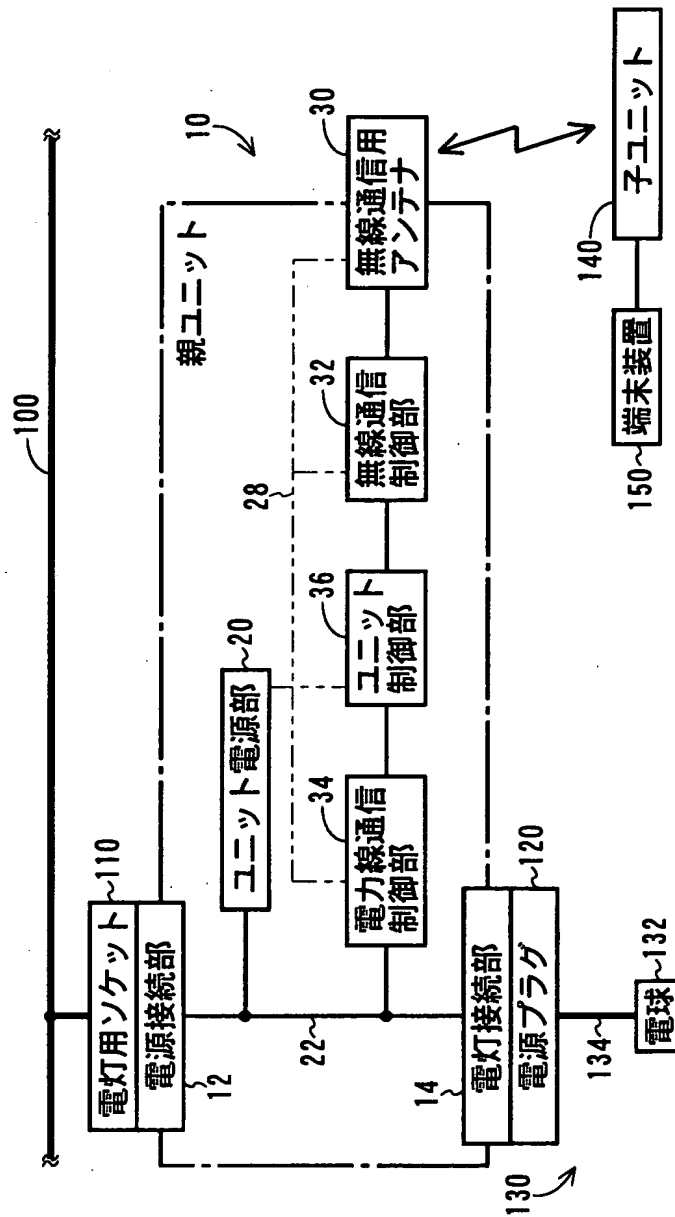 100
110
電灯用ソケット
電源接続部
12
親ユニット
10
ユニット電源部
20
22
28
34
電力線通信
制御部
36
ユニット
制御部
32
無線通信
制御部
30
無線通信用
アンテナ
14
電灯接続部
電源プラグ
120
130
134
電球
132
150
端末装置
140
子ユニット